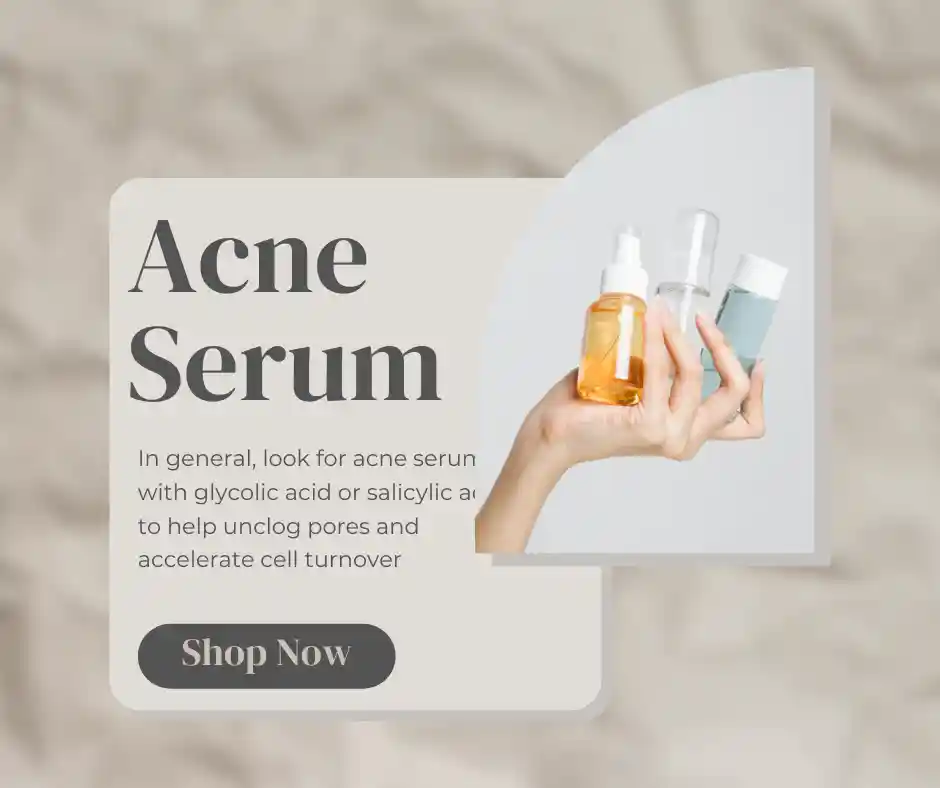 Acne
Serum
In general, look for acne serum
with glycolic acid or salicylic
to help unclog pores and
accelerate cell turnover
Shop Now